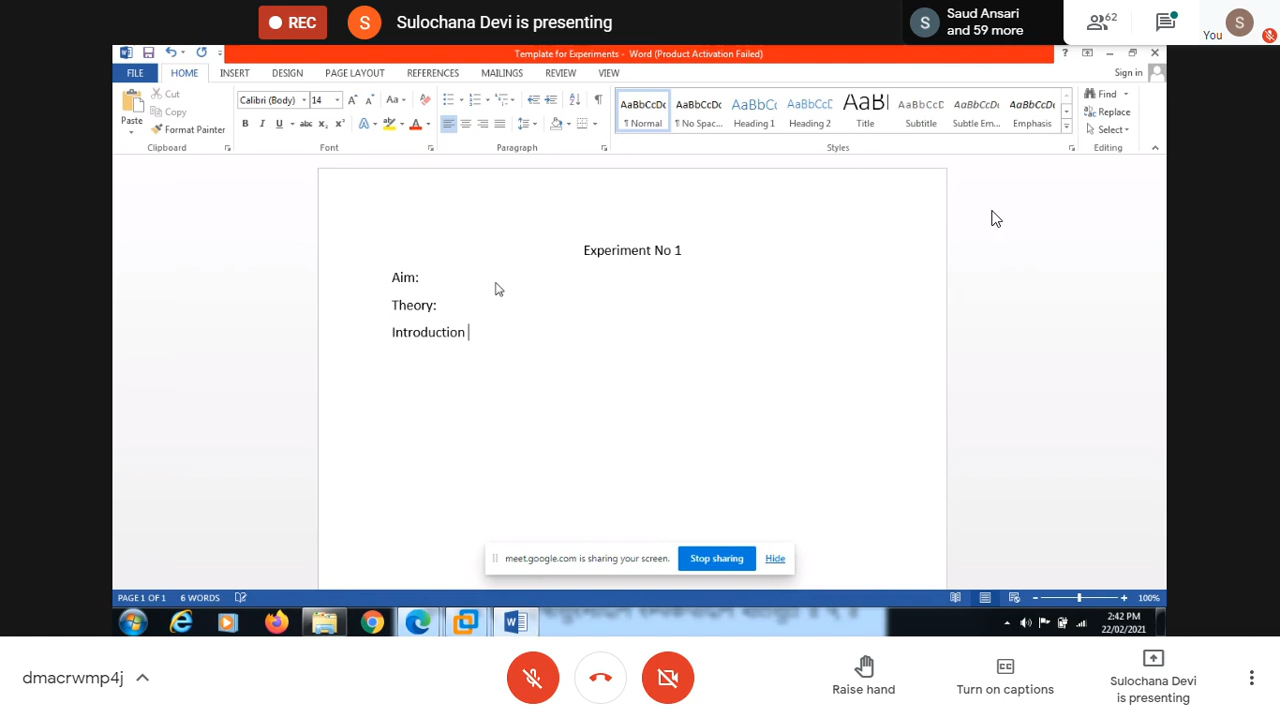 REC
Sulochana Devi is presenting
Saud Ansari
and 59 more
62
You
Template for Experiments - Word (Product Activation Failed)
FILE HOME INSERT DESIGN PAGE LAYOUT REFERENCES MAILINGS REVIEW VIEW
Sign in
Paste
Cut
Copy
Format Painter
Clipboard
Calibri (Body) 14
Font
Paragraph
AaBbCcDc
¶ Normal
AaBbCcDc
¶ No Spac...
AaBbCc
Heading 1
AaBbCcD
Heading 2
AaBl
Title
AaBbCcD
Subtitle
AaBbCcDc
Subtle Em...
AaBbCcDc
Emphasis
Styles
Find
Replace
Select
Editing
Experiment No 1
Aim:
Theory:
Introduction
meet.google.com is sharing your screen.
Stop sharing
Hide
PAGE 1 OF 1 6 WORDS
100%
2:42 PM
22/02/2021
dmacrwmp4j
Raise hand
Turn on captions
Sulochana Devi
is presenting